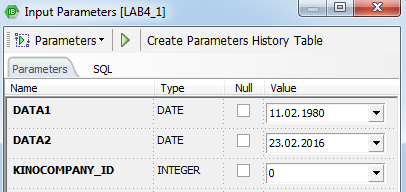 Input Parameters [LAB4_1]
Parameters Create Parameters History Table
Parameters SQL
Name Type Null Value
DATA1 DATE 11.02.1980
DATA2 DATE 23.02.2016
KINOCOMPANY_ID INTEGER 0